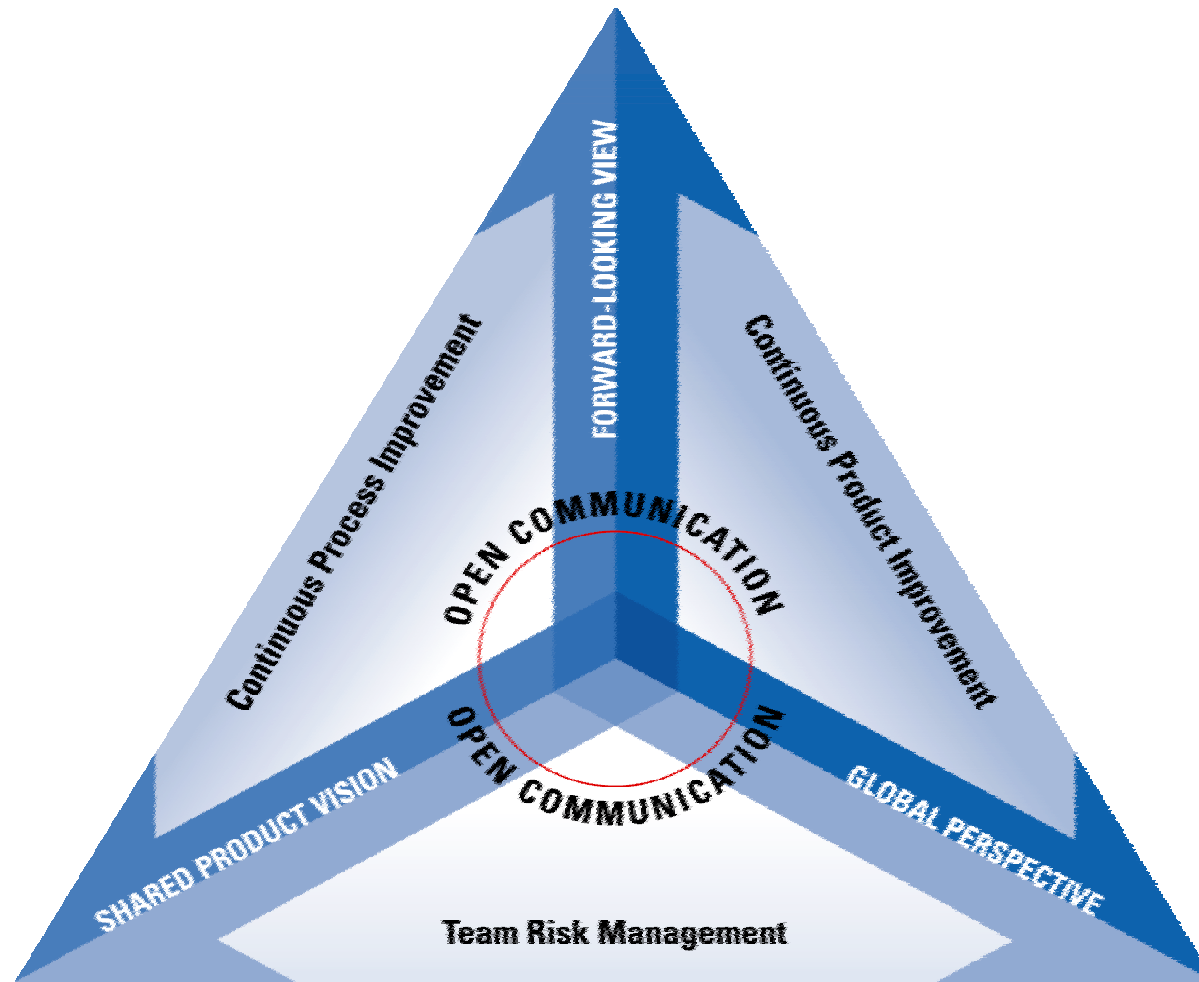 FORWARD-LOOKING VIEW
Continuous Process Improvement
Continuous Product Improvement
OPEN COMMUNICATION
OPEN COMMUNICATION
SHARED PRODUCT VISION
GLOBAL PERSPECTIVE
Team Risk Management